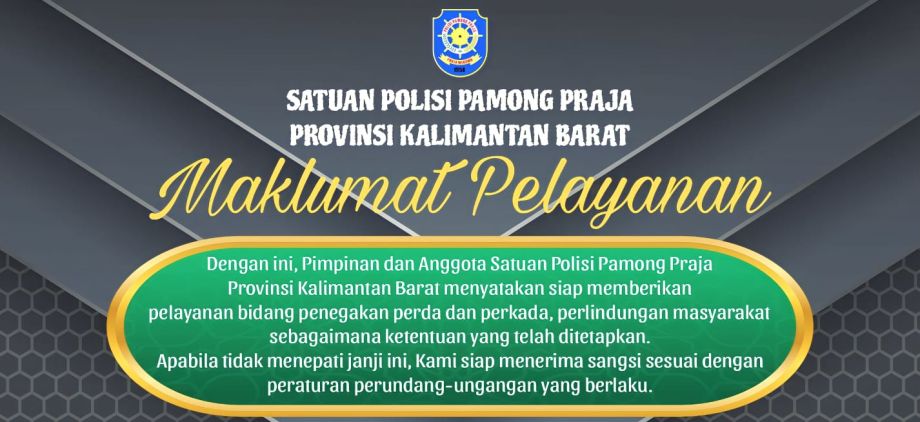 SATUAN POLISI PAMONG PRAJA
PROVINSI KALIMANTAN BARAT
Maklumat Pelayanan
Dengan ini, Pimpinan dan Anggota Satuan Polisi Pamong Praja
Provinsi Kalimantan Barat menyatakan siap memberikan
pelayanan bidang penegakan perda dan perkada, perlindungan masyarakat
sebagaimana ketentuan yang telah ditetapkan.
Apabila tidak menepati janji ini, Kami siap menerima sangsi sesuai dengan
peraturan perundang-ungangan yang berlaku.